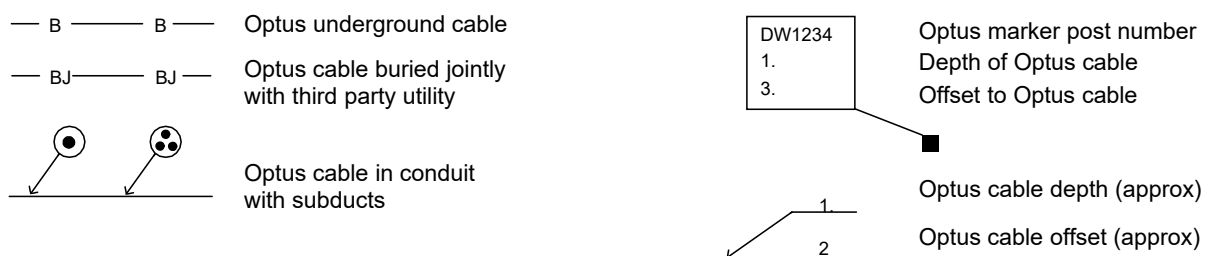 B B Optus underground cable
BJ BJ Optus cable buried jointly
with third party utility
Optus cable in conduit
with subducts
DW1234 Optus marker post number
1. Depth of Optus cable
3. Offset to Optus cable
Optus cable depth (approx)
1.
Optus cable offset (approx)
2